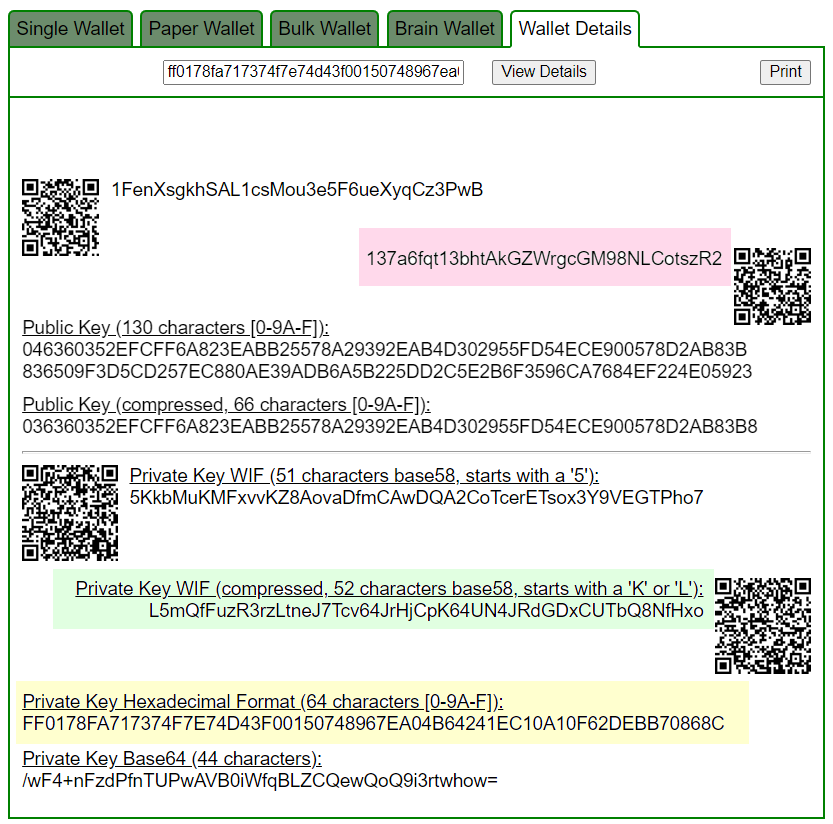 Single Wallet Paper Wallet Bulk Wallet Brain Wallet Wallet Details
ff0178fa717374f7e74d43f00150748967ea0 View Details Print
1FenXsgkhSAL1csMou3e5F6ueXyqCz3PwB
137a6fqt13bhtAkGZWrgcGM98NLCotszR2
Public Key (130 characters [0-9A-F]):
046360352EFCFF6A823EABB25578A29392EAB4D302955FD54ECE900578D2AB83B
836509F3D5CD257EC880AE39ADB6A5B225DD2C5E2B6F3596CA7684EF224E05923
Public Key (compressed, 66 characters [0-9A-F]):
036360352EFCFF6A823EABB25578A29392EAB4D302955FD54ECE900578D2AB83B8
Private Key WIF (51 characters base58, starts with a '5'):
5KkbMuKMFxvvKZ8AovaDfmCAwDQA2CoTcerETsox3Y9VEGTPho7
Private Key WIF (compressed, 52 characters base58, starts with a 'K' or 'L'):
L5mQfFuzR3rzLtneJ7Tcv64JrHjCpK64UN4JRdGDxCUTbQ8NfHxo
Private Key Hexadecimal Format (64 characters [0-9A-F]):
FF0178FA717374F7E74D43F00150748967EA04B64241EC10A10F62DEBB70868C
Private Key Base64 (44 characters):
/wF4+nFzdPfnTUPwAVB0iWfqBLZCQewQoQ9i3rtwhow=